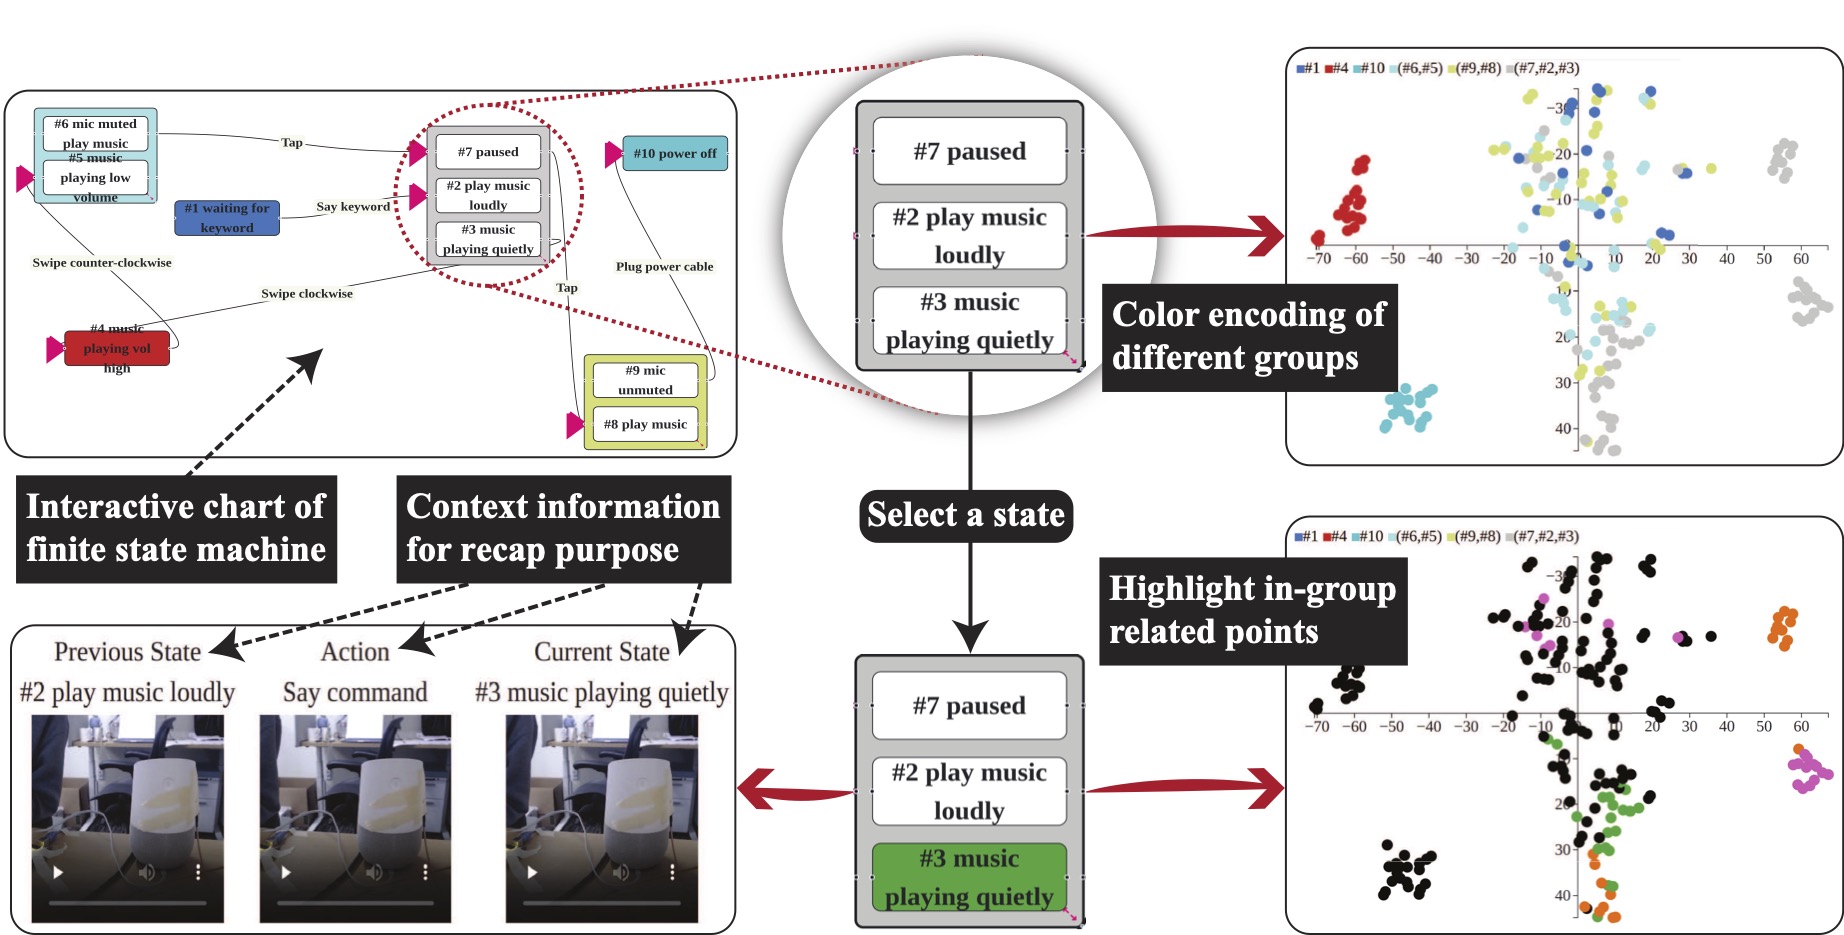 #6 mic muted
play music
#5 music
playing low
volume
Tap
#7 paused
#10 power off
#2 play music
loudly
#1 waiting for
keyword
Say keyword
#3 music
playing quietly
Swipe counter-clockwise
Plug power cable
Swipe clockwise
Tap
#4 music
playing vol
high
#9 mic
unmuted
#8 play music
#7 paused
#2 play music
loudly
#3 music
playing quietly
#1 #4 #10 (#6,#5) (#9,#8) (#7,#2,#3)
−30
20
−10
−70 −60 −50 −40 −30 −20 −10 10 20 30 40 50 60
10
20
30
40
Color encoding of
different groups
Interactive chart of
finite state machine
Context information
for recap purpose
Select a state
Previous State
Action
Current State
#2 play music loudly
Say command
#3 music playing quietly
#7 paused
#2 play music
loudly
#3 music
playing quietly
#1 #4 #10 (#6,#5) (#9,#8) (#7,#2,#3)
Highlight in-group
related points
20
10
−70 −60 −50 −40 −30 −20 −10 10 20 30 40 50 60
20
30
40